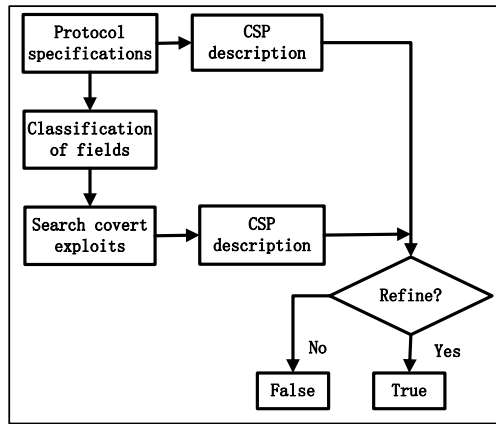 Protocol
specifications
CSP
description
Classification
of fields
Search covert
exploits
CSP
description
Refine?
No
Yes
False
True